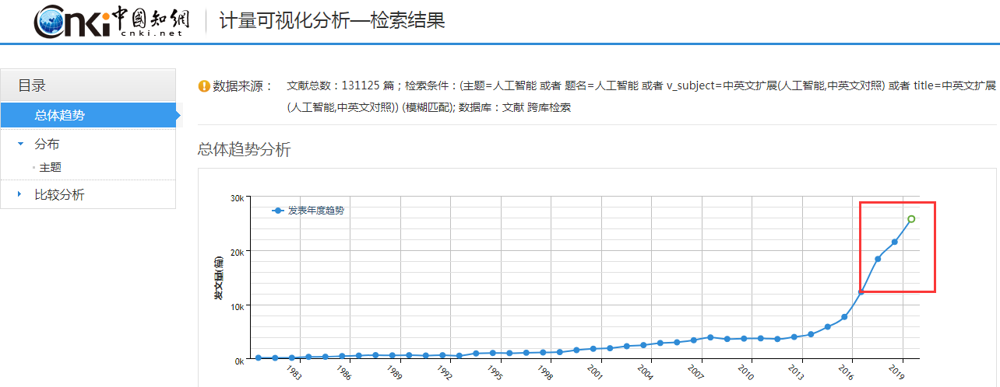 Cnki中國知網
cnki.net
计量可视化分析—检索结果
目录
总体趋势
分布
主题
比较分析
数据来源：
文献总数：131125 篇；检索条件：(主题=人工智能 或者 题名=人工智能 或者 v_subject=中英文扩展(人工智能,中英文对照) 或者 title=中英文扩展
(人工智能,中英文对照)) (模糊匹配); 数据库：文献 跨库检索
总体趋势分析
发表年度趋势
发文量(篇)
30k
20k
10k
0k
1983
1986
1989
1992
1995
1998
2001
2004
2007
2010
2013
2016
2019